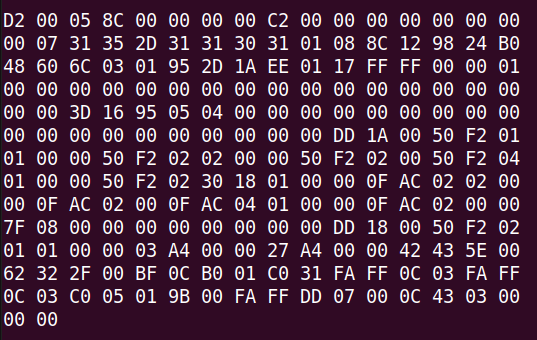 D2 00 05 8C 00 00 00 00 C2 00 00 00 00 00 00 00
00 07 31 35 2D 31 31 30 31 01 08 8C 12 98 24 B0
48 60 6C 03 01 95 2D 1A EE 01 17 FF FF 00 00 01
00 00 00 00 00 00 00 00 00 00 00 00 00 00 00 00
00 00 3D 16 95 05 04 00 00 00 00 00 00 00 00 00
00 00 00 00 00 00 00 00 00 00 DD 1A 00 50 F2 01
01 00 00 50 F2 02 02 00 00 50 F2 02 00 50 F2 04
01 00 00 50 F2 02 30 18 01 00 00 0F AC 02 02 00
00 0F AC 02 00 0F AC 04 01 00 00 0F AC 02 00 00
7F 08 00 00 00 00 00 00 00 00 DD 18 00 50 F2 02
01 01 00 00 03 A4 00 00 27 A4 00 00 42 43 5E 00
62 32 2F 00 BF 0C B0 01 C0 31 FA FF 0C 03 FA FF
0C 03 C0 05 01 9B 00 FA FF DD 07 00 0C 43 03 00
00 00